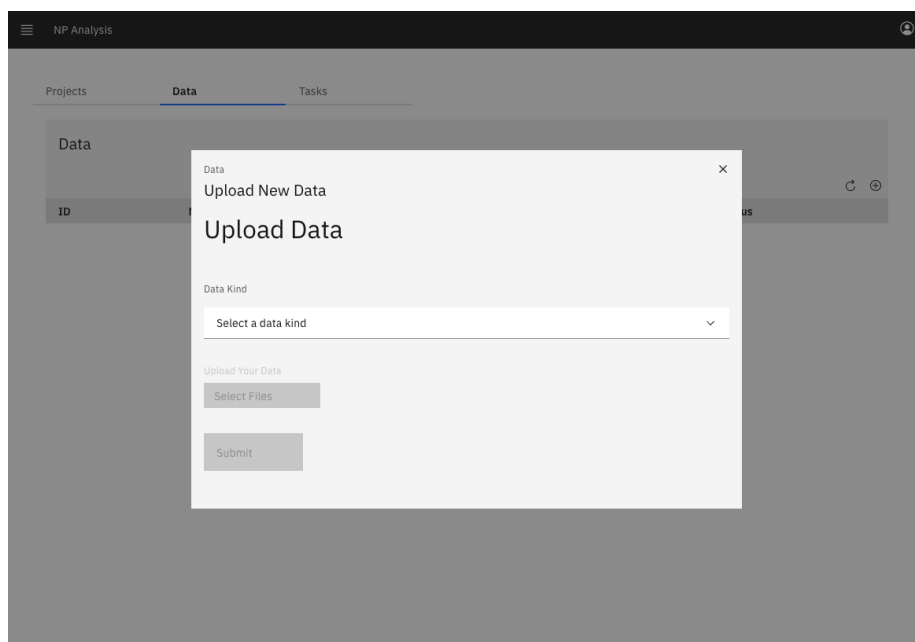 NP Analysis
Projects Data Tasks
Data
Data
Upload New Data
Upload Data
ID
Data Kind
Select a data kind
Upload Your Data
Select Files
Submit